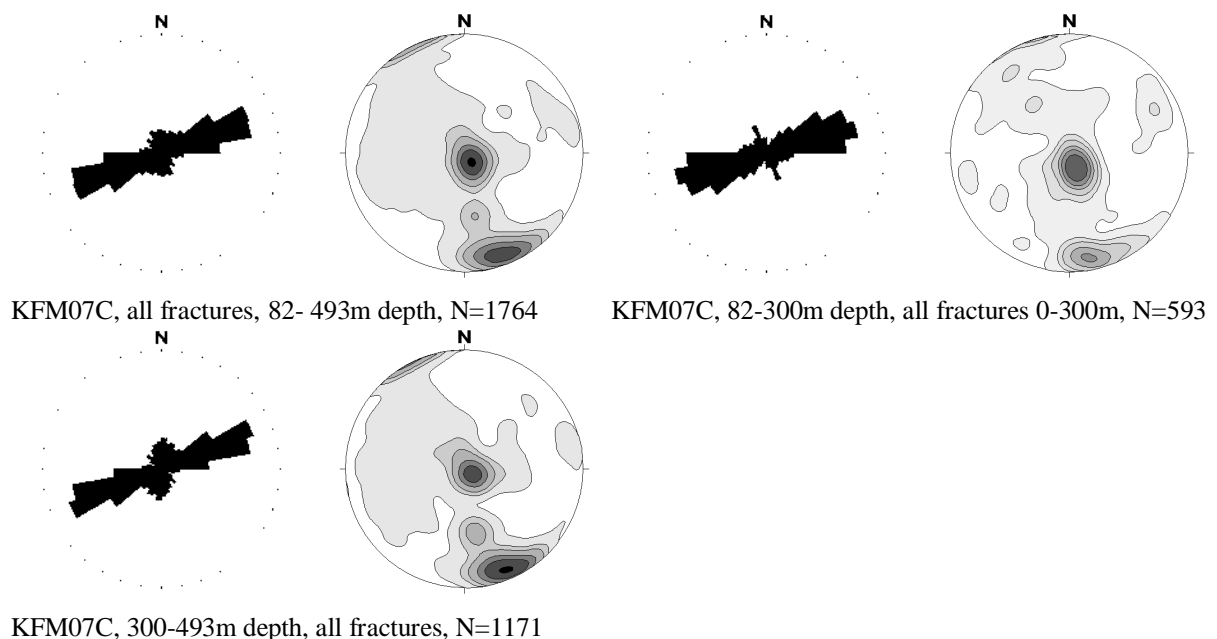 N
N
N
N
KFM07C, all fractures, 82- 493m depth, N=1764
KFM07C, 82-300m depth, all fractures 0-300m, N=593
N
N
KFM07C, 300-493m depth, all fractures, N=1171